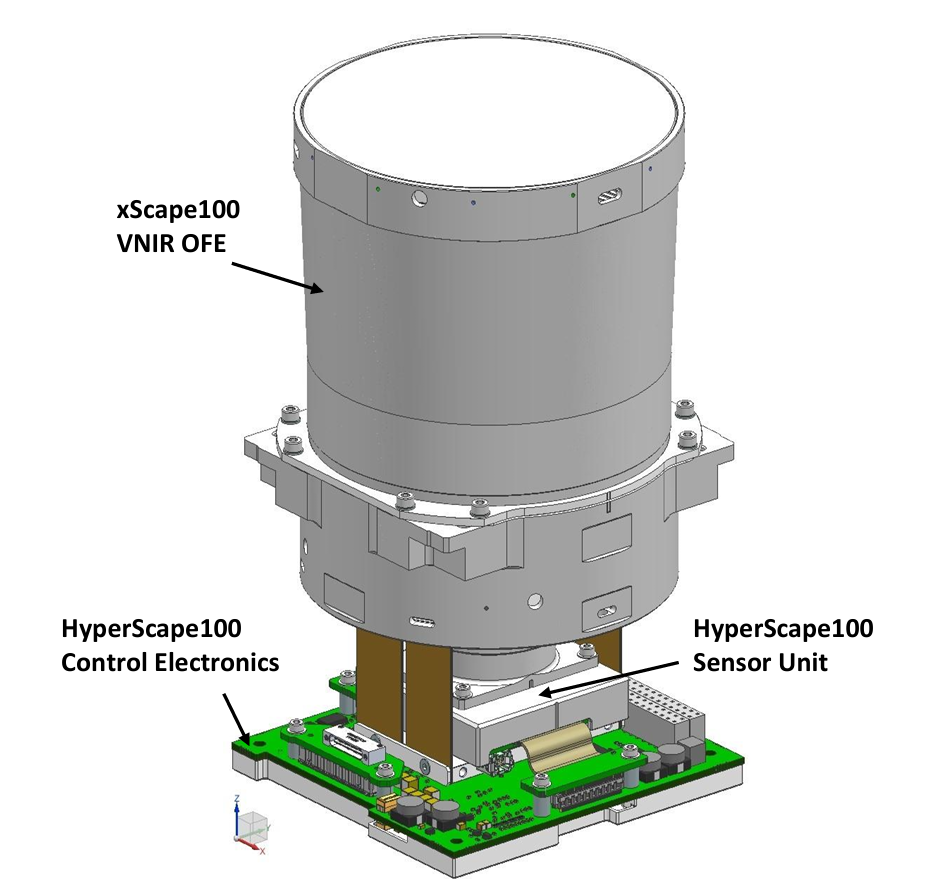 xScape100
VNIR OFE
HyperScape100
Control Electronics
HyperScape100
Sensor Unit
Z
Y
X